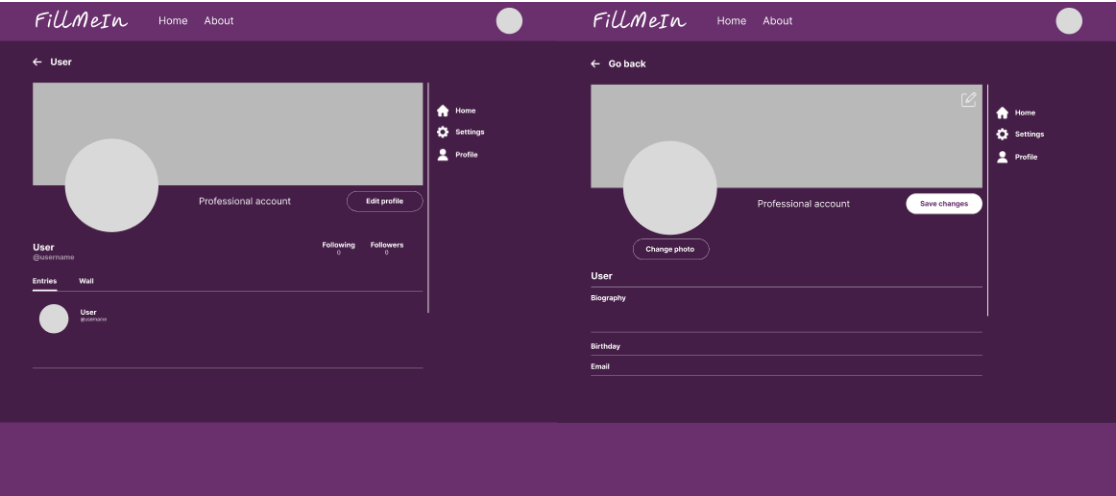 FillMeIn Home About
← User
Home
Settings
Profile
Professional account Edit profile
User
@username
Following Followers
0 0
Entries Wall
User
@username
FillMeIn Home About
← Go back
Home
Settings
Profile
Professional account Save changes
Change photo
User
Biography
Birthday
Email